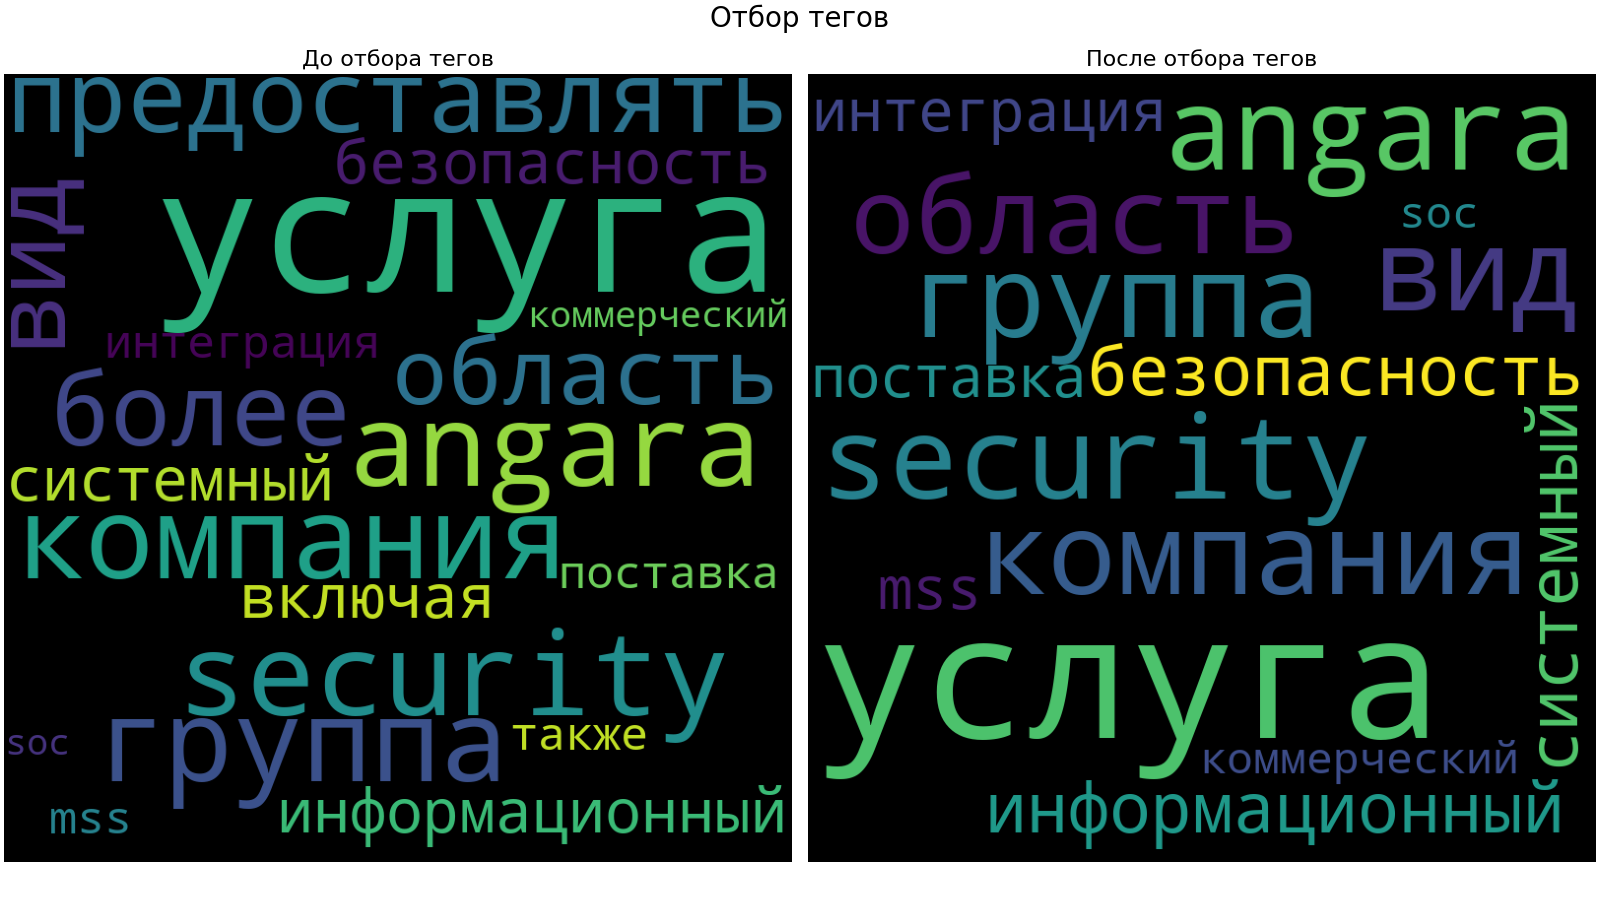 Отбор тегов
До отбора тегов
предоставлять
безопасность
вид
услуга
коммерческий
интеграция
область
более
angara
системный
компания
поставка
включая
security
группа
также
soc
mss
информационный
После отбора тегов
интеграция
angara
область
soc
вид
группа
безопасность
поставка
security
системный
компания
mss
услуга
коммерческий
информационный